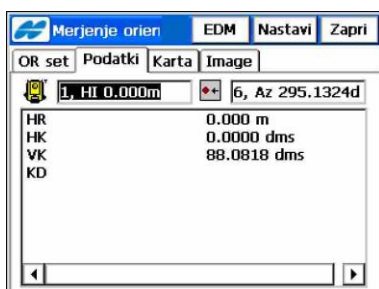 Merjenje orien EDM Nastavi Zapri
OR set Podatki Karta Image
1, HI 0.000m 6, Az 295.1324d
HR 0.000 m
HK 0.0000 dms
VK 88.0818 dms
KD